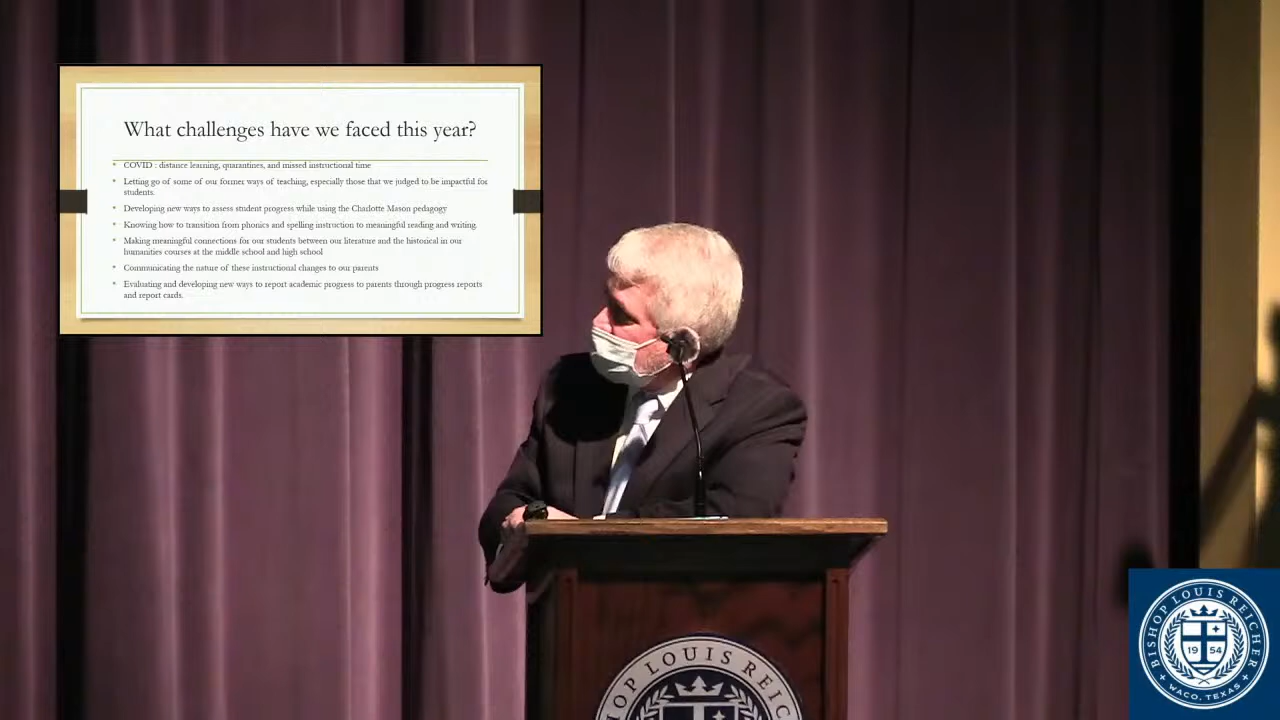 What challenges have we faced this year?
• COVID : distance learning, quarantines, and missed instructional time
• Letting go of some of our former ways of teaching, especially those that we judged to be impactful for
students.
• Developing new ways to assess student progress while using the Charlotte Mason pedagogy
• Knowing how to transition from phonics and spelling instruction to meaningful reading and writing.
• Making meaningful connections for our students between our literature and the historical in our
humanities courses at the middle school and high school
• Communicating the nature of these instructional changes to our parents
• Evaluating and developing new ways to report academic progress to parents through progress reports
and report cards.
BISHOP LOUIS REICHER
19 54
WACO, TEXAS
OP LOUIS REIC